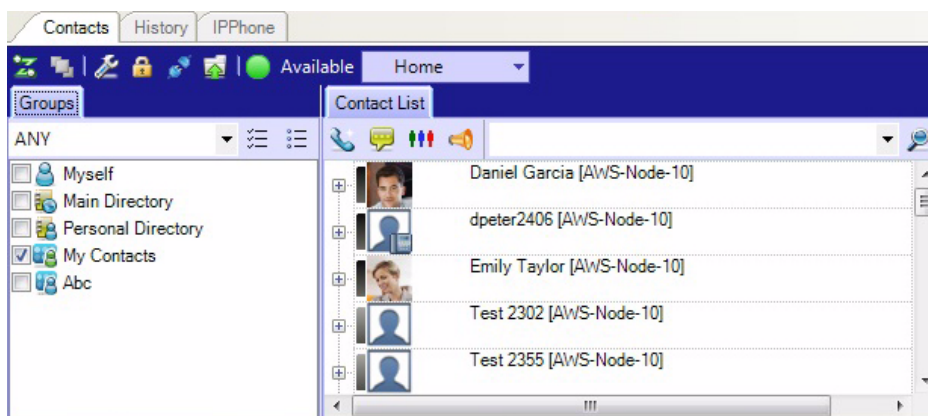 Contacts History IPPhone
Available Home
Groups Contact List
ANY
Myself
Main Directory
Personal Directory
My Contacts
Abc
Daniel Garcia [AWS-Node-10]
dpeter2406 [AWS-Node-10]
Emily Taylor [AWS-Node-10]
Test 2302 [AWS-Node-10]
Test 2355 [AWS-Node-10]